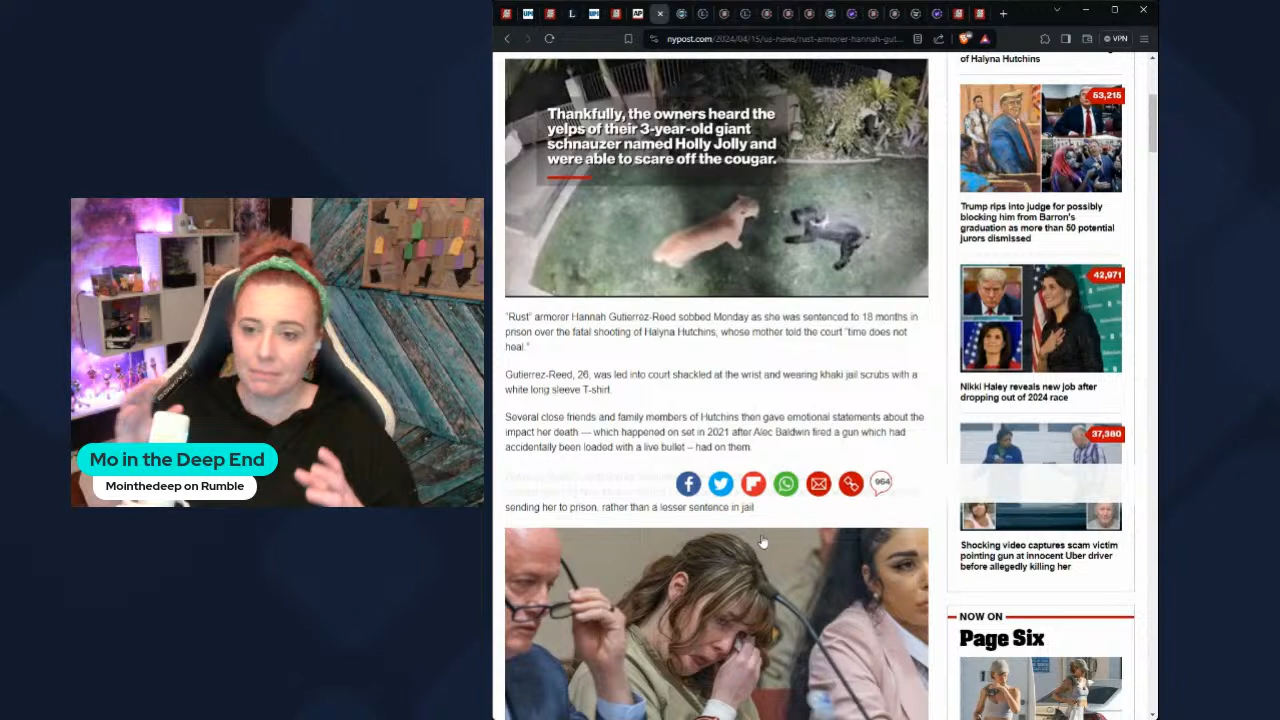 nypost.com/2024/04/15/us-news/rust-armorer-hannah-gut...
VPN
Thankfully, the owners heard the
yelps of their 3-year-old giant
schnauzer named Holly Jolly and
were able to scare off the cougar.
"Rust" armorer Hannah Gutierrez-Reed sobbed Monday as she was sentenced to 18 months in
prison over the fatal shooting of Halyna Hutchins, whose mother told the court "time does not
heal."
Gutierrez-Reed, 26, was led into court shackled at the wrist and wearing khaki jail scrubs with a
white long sleeve T-shirt.
Several close friends and family members of Hutchins then gave emotional statements about the
impact her death — which happened on set in 2021 after Alec Baldwin fired a gun which had
accidentally been loaded with a live bullet – had on them.
964
sending her to prison, rather than a lesser sentence in jail
of Halyna Hutchins
53,215
Trump rips into judge for possibly
blocking him from Barron's
graduation as more than 50 potential
jurors dismissed
42,971
Nikki Haley reveals new job after
dropping out of 2024 race
37,380
Shocking video captures scam victim
pointing gun at innocent Uber driver
before allegedly killing her
NOW ON
Page Six
Mo in the Deep End
Mointhedeep on Rumble